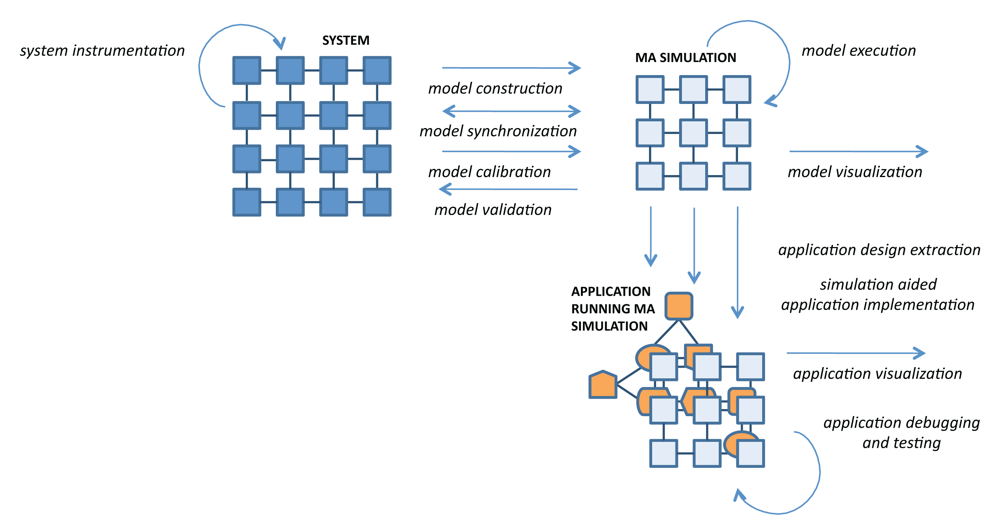 system instrumentation
SYSTEM
model construction
model synchronization
model calibration
model validation
MA SIMULATION
model execution
model visualization
application design extraction
simulation aided
application implementation
APPLICATION
RUNNING MA
SIMULATION
application visualization
application debugging
and testing